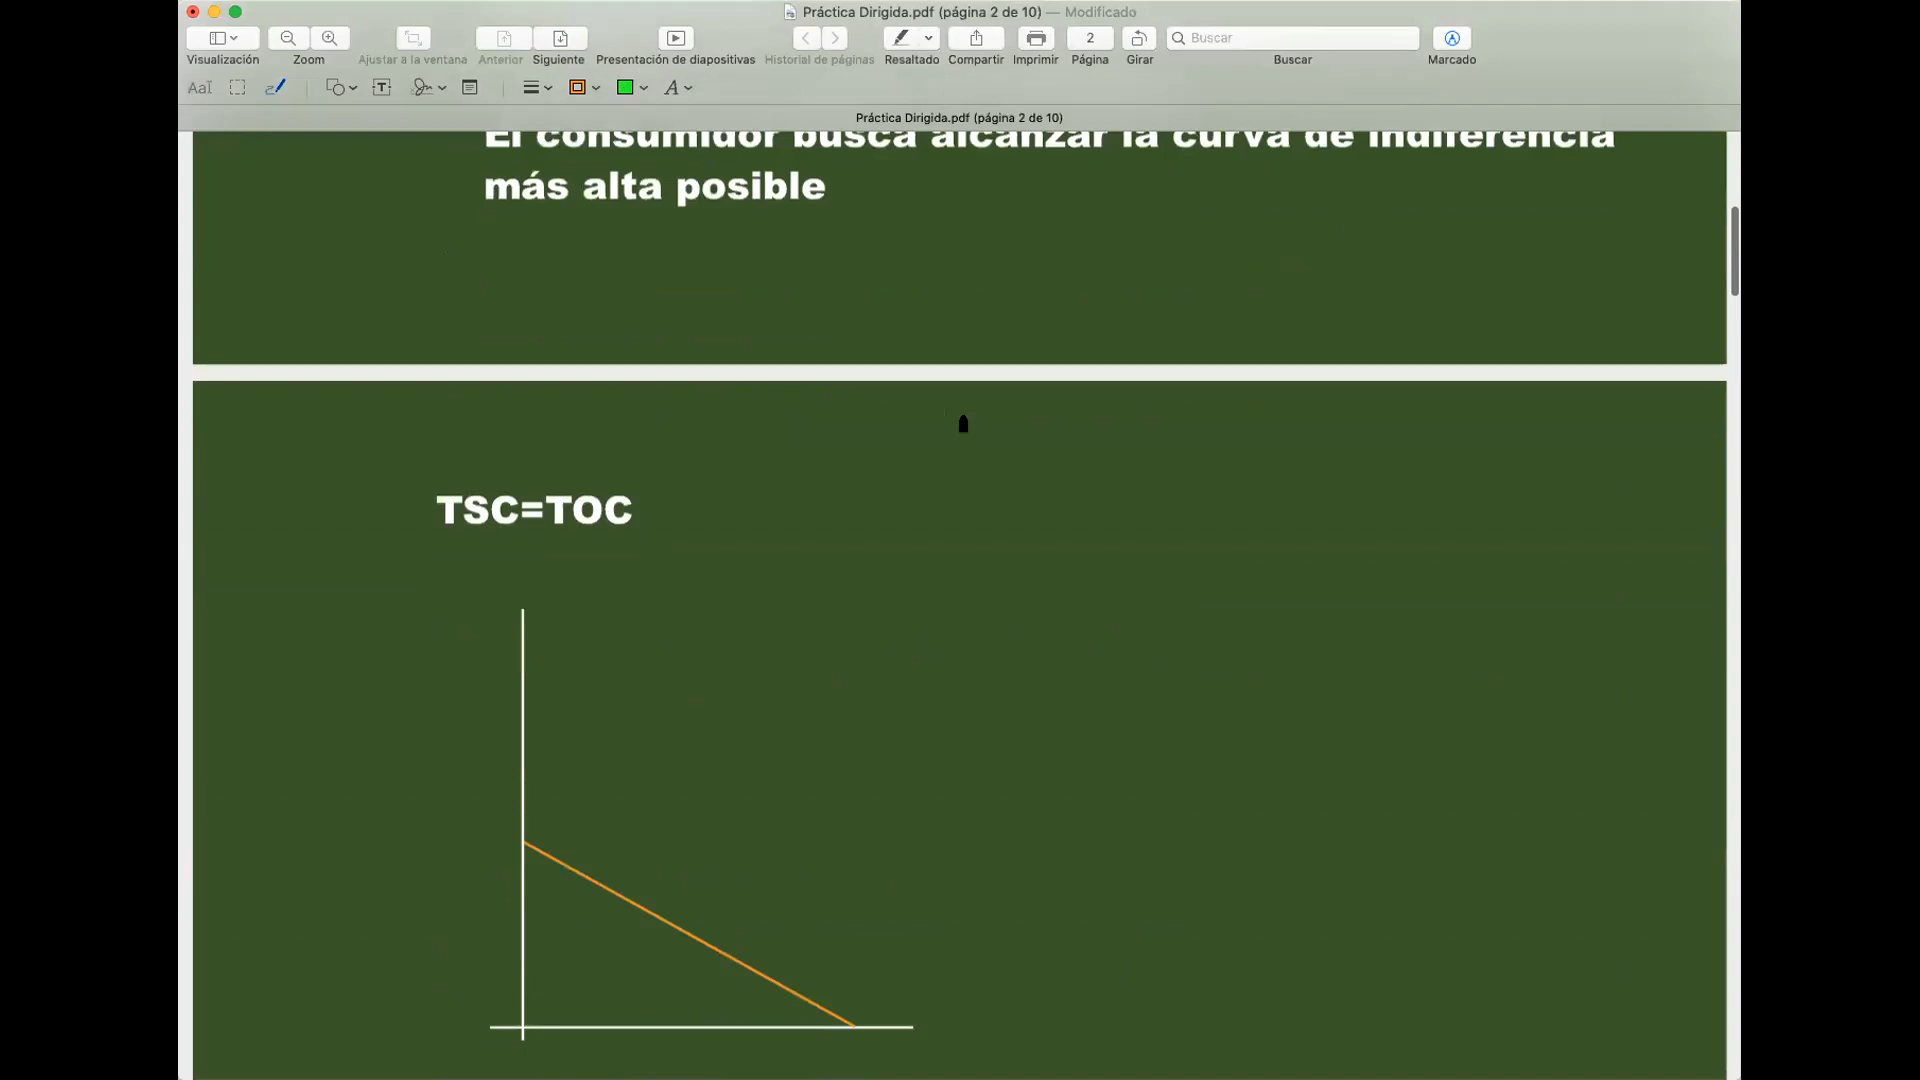 Práctica Dirigida.pdf (página 2 de 10) — Modificado
Visualización Zoom Ajustar a la ventana Anterior Siguiente Presentación de diapositivas Historial de páginas Resaltado Compartir Imprimir 2 Página Girar Buscar Buscar Marcado
AaI T A
Práctica Dirigida.pdf (página 2 de 10)
El consumidor busca alcanzar la curva de indiferencia
más alta posible
TSC=TOC